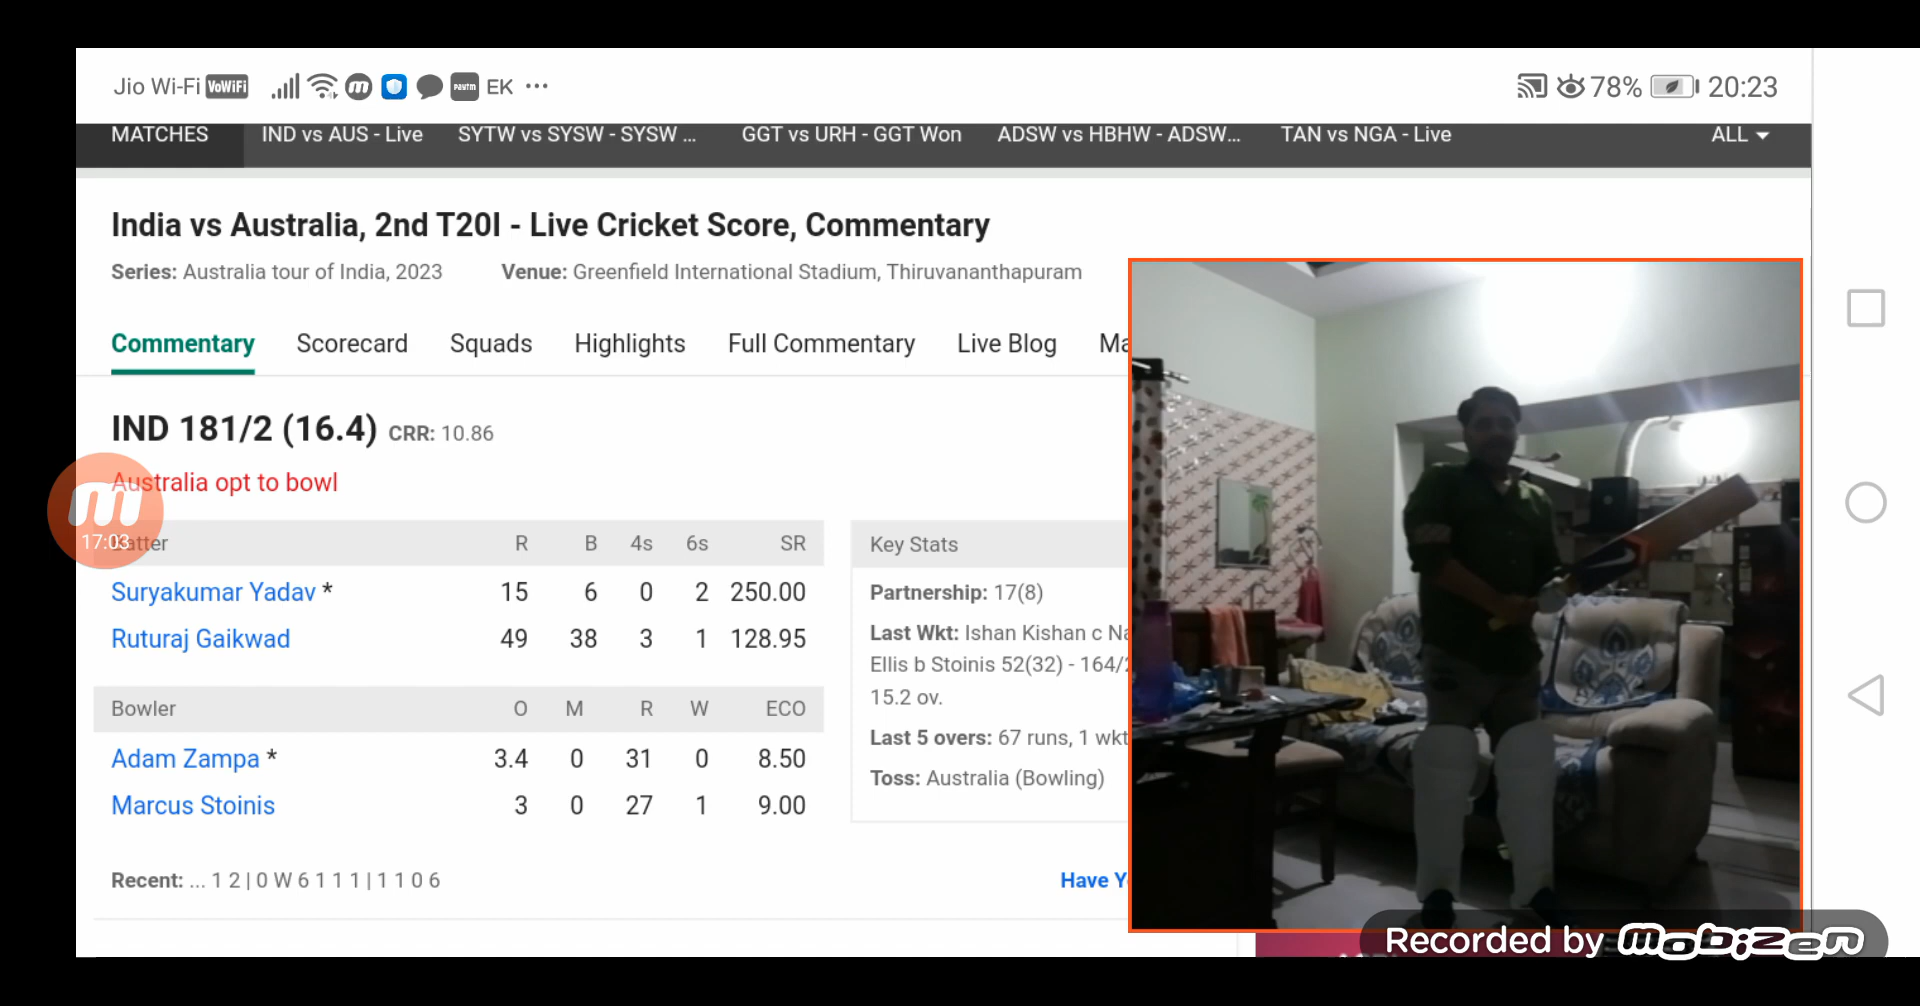 Jio Wi-Fi VoWiFi m Paytm EK ... 78% 20:23
MATCHES IND vs AUS - Live SYTW vs SYSW - SYSW ... GGT vs URH - GGT Won ADSW vs HBHW - ADSW... TAN vs NGA - Live ALL
India vs Australia, 2nd T20I - Live Cricket Score, Commentary
Series: Australia tour of India, 2023 Venue: Greenfield International Stadium, Thiruvananthapuram
Commentary Scorecard Squads Highlights Full Commentary Live Blog Ma
IND 181/2 (16.4) CRR: 10.86
Australia opt to bowl
17:03
Batter R B 4s 6s SR
Suryakumar Yadav * 15 6 0 2 250.00
Ruturaj Gaikwad 49 38 3 1 128.95
Bowler O M R W ECO
Adam Zampa * 3.4 0 31 0 8.50
Marcus Stoinis 3 0 27 1 9.00
Recent: ... 1 2 | 0 W 6 1 1 1 | 1 1 0 6
Key Stats
Partnership: 17(8)
Last Wkt: Ishan Kishan c Na
Ellis b Stoinis 52(32) - 164/2
15.2 ov.
Last 5 overs: 67 runs, 1 wkt
Toss: Australia (Bowling)
Have Y
Recorded by mobizen